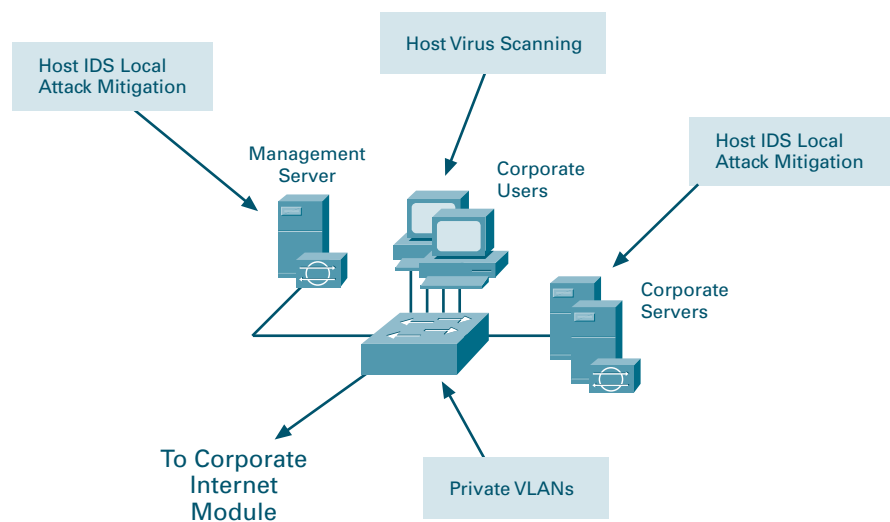 Host Virus Scanning
Host IDS Local
Attack Mitigation
Host IDS Local
Attack Mitigation
Management
Server
Corporate
Users
Corporate
Servers
To Corporate
Internet
Module
Private VLANs